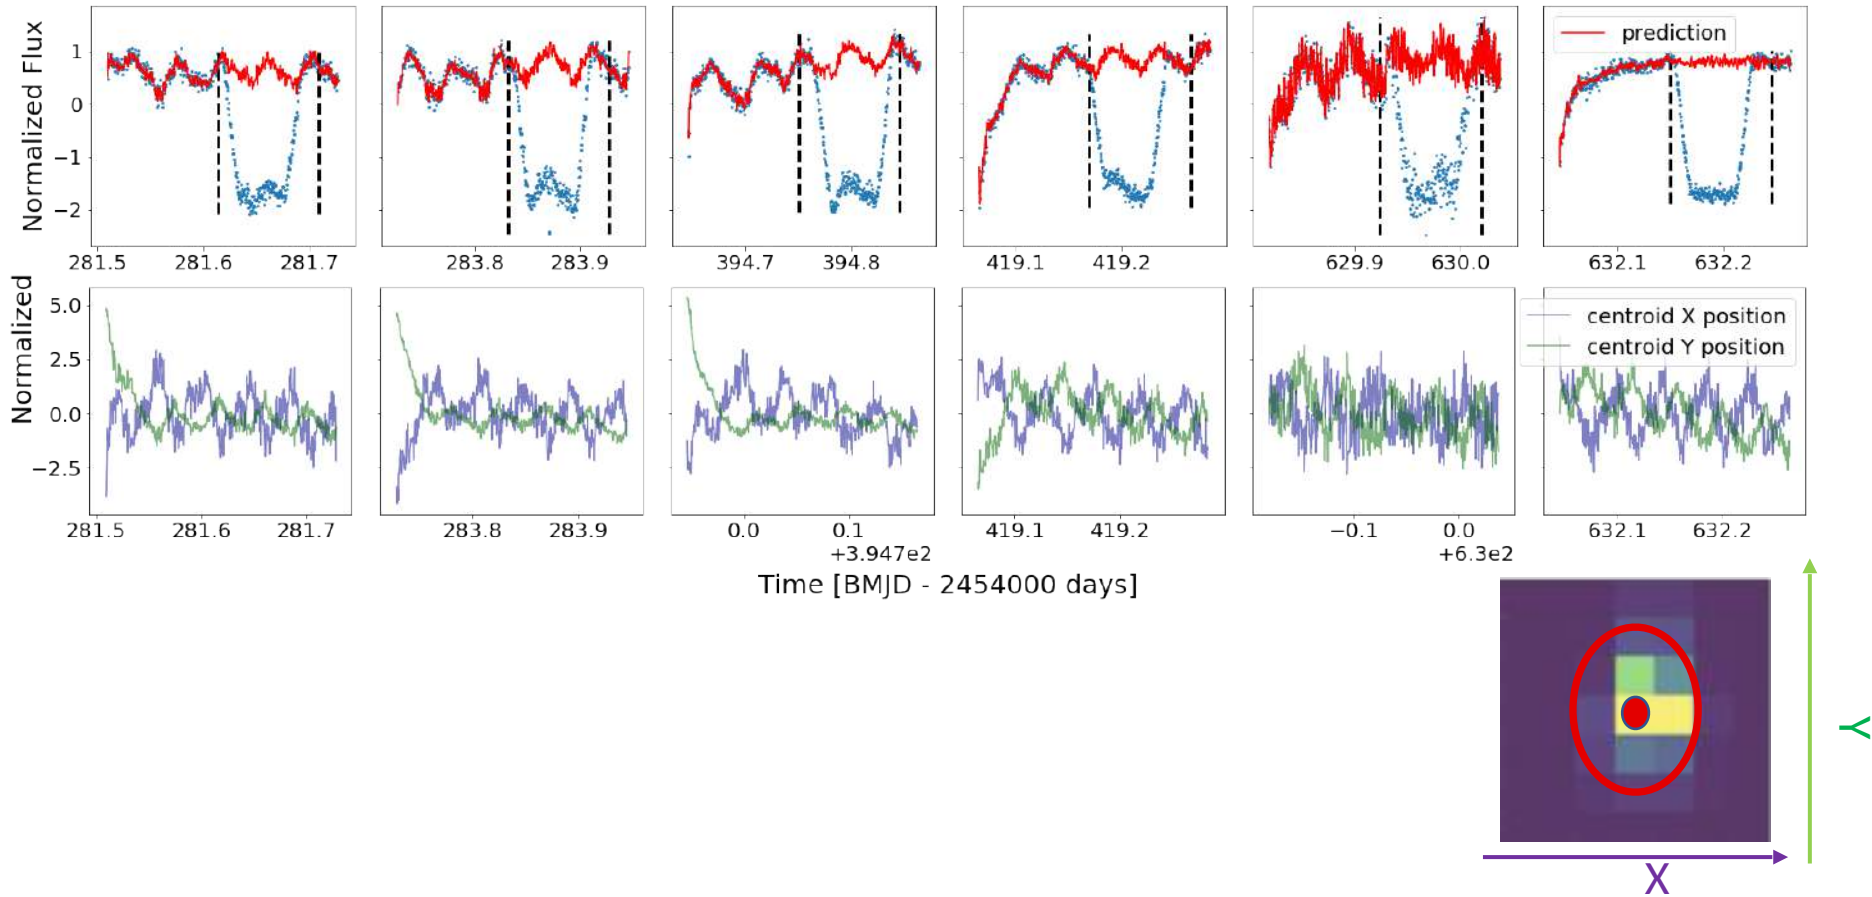 Normalized Flux
1
0
−1
−2
prediction
281.5 281.6 281.7 283.8 283.9 394.7 394.8 419.1 419.2 629.9 630.0 632.1 632.2
Normalized
5.0
2.5
0.0
−2.5
centroid X position
centroid Y position
281.5 281.6 281.7 283.8 283.9 0.0 0.1 419.1 419.2 −0.1 0.0 632.1 632.2
+3.947e2 +6.3e2
Time [BMJD - 2454000 days]
Y
X